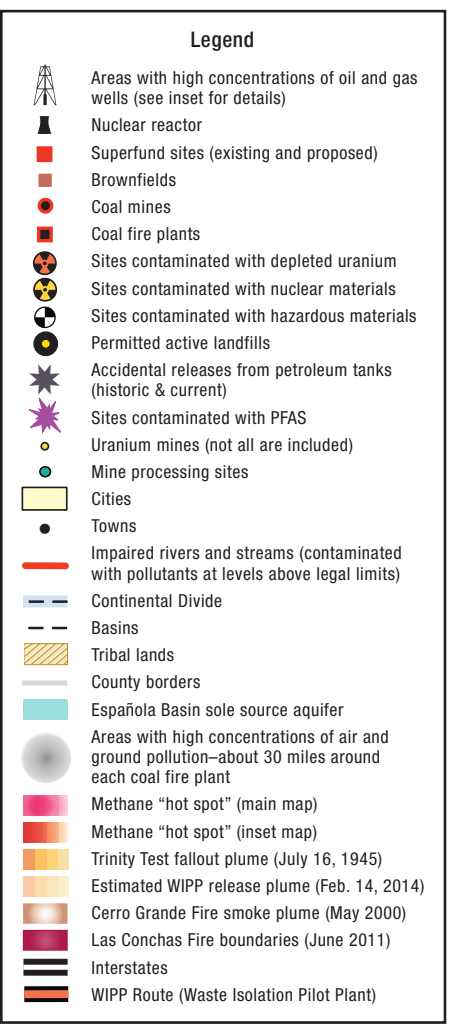 Legend
Areas with high concentrations of oil and gas
wells (see inset for details)
Nuclear reactor
Superfund sites (existing and proposed)
Brownfields
Coal mines
Coal fire plants
Sites contaminated with depleted uranium
Sites contaminated with nuclear materials
Sites contaminated with hazardous materials
Permitted active landfills
Accidental releases from petroleum tanks
(historic & current)
Sites contaminated with PFAS
Uranium mines (not all are included)
Mine processing sites
Cities
Towns
Impaired rivers and streams (contaminated
with pollutants at levels above legal limits)
Continental Divide
Basins
Tribal lands
County borders
Española Basin sole source aquifer
Areas with high concentrations of air and
ground pollution–about 30 miles around
each coal fire plant
Methane “hot spot” (main map)
Methane “hot spot” (inset map)
Trinity Test fallout plume (July 16, 1945)
Estimated WIPP release plume (Feb. 14, 2014)
Cerro Grande Fire smoke plume (May 2000)
Las Conchas Fire boundaries (June 2011)
Interstates
WIPP Route (Waste Isolation Pilot Plant)